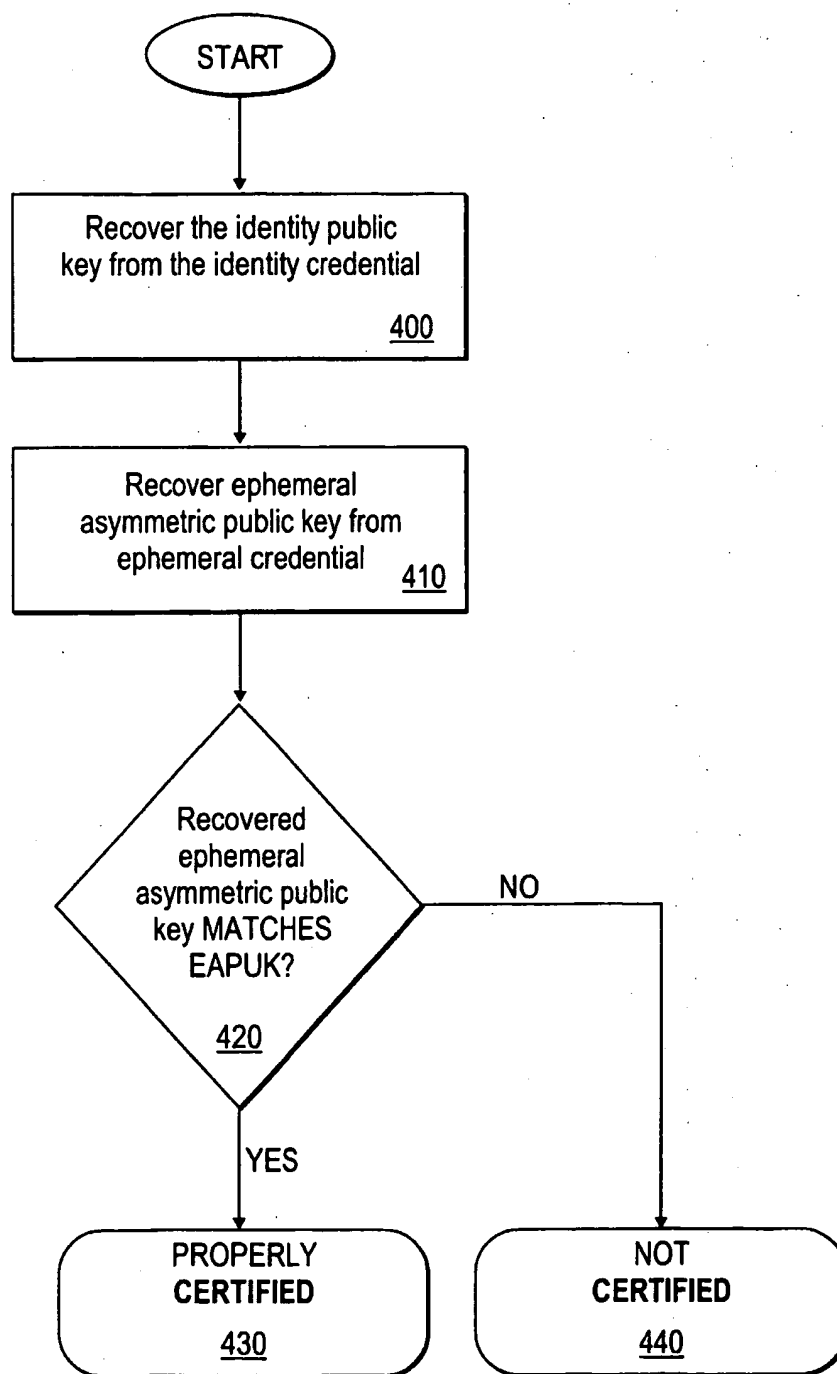 START
Recover the identity public
key from the identity credential
400
Recover ephemeral
asymmetric public key from
ephemeral credential
410
Recovered
ephemeral
asymmetric public
key MATCHES
EAPUK?
420
NO
YES
PROPERLY
CERTIFIED
430
NOT
CERTIFIED
440